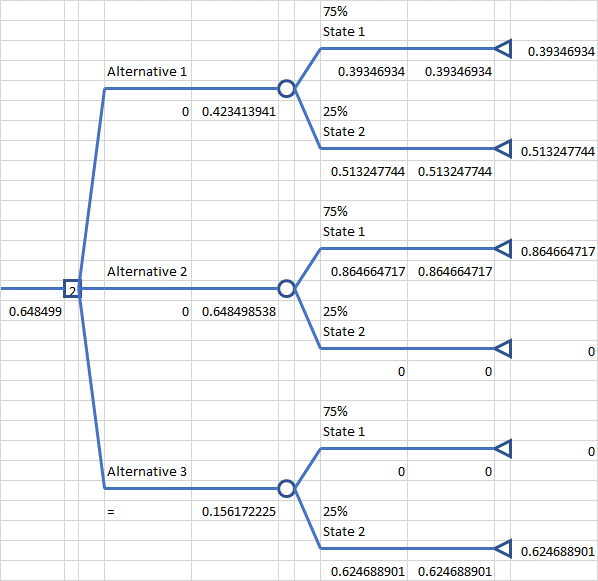 75%
State 1
0.39346934
Alternative 1
0.39346934 0.39346934
0 0.423413941
25%
State 2
0.513247744
0.513247744 0.513247744
75%
State 1
0.864664717
Alternative 2
0.864664717 0.864664717
2
0.648499
0 0.648498538
25%
State 2
0
0 0
75%
State 1
0
Alternative 3
0 0
= 0.156172225
25%
State 2
0.624688901
0.624688901 0.624688901